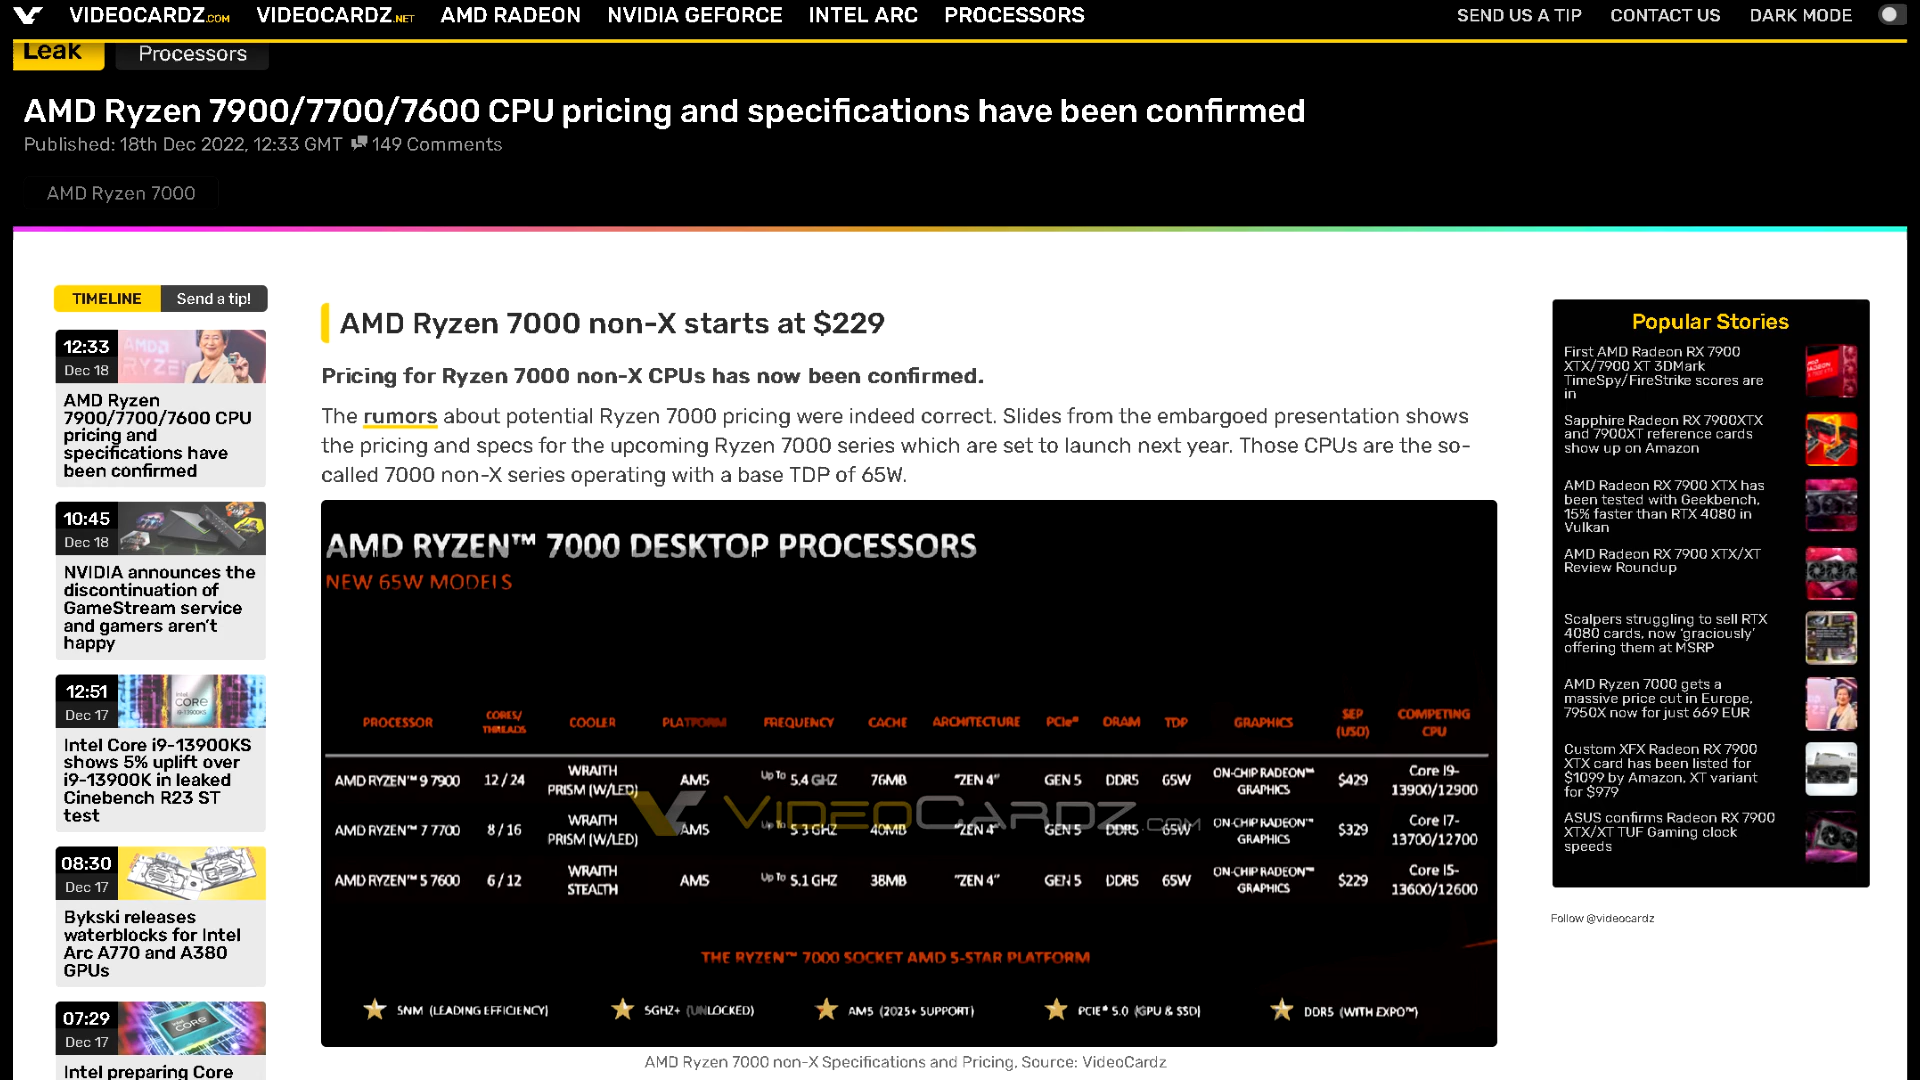 VIDEOCARDZ.COM VIDEOCARDZ.NET AMD RADEON NVIDIA GEFORCE INTEL ARC PROCESSORS SEND US A TIP CONTACT US DARK MODE
Leak Processors
AMD Ryzen 7900/7700/7600 CPU pricing and specifications have been confirmed
Published: 18th Dec 2022, 12:33 GMT 149 Comments
AMD Ryzen 7000
TIMELINE Send a tip!
12:33
Dec 18
AMD Ryzen
7900/7700/7600 CPU
pricing and
specifications have
been confirmed
10:45
Dec 18
NVIDIA announces the
discontinuation of
GameStream service
and gamers aren't
happy
12:51
Dec 17
intel
CORE
i9-13900KS
Intel Core i9-13900KS
shows 5% uplift over
i9-13900K in leaked
Cinebench R23 ST
test
08:30
Dec 17
Bykski releases
waterblocks for Intel
Arc A770 and A380
GPUs
07:29
Dec 17
CORE
Intel preparing Core
AMD Ryzen 7000 non-X starts at $229
Pricing for Ryzen 7000 non-X CPUs has now been confirmed.
The rumors about potential Ryzen 7000 pricing were indeed correct. Slides from the embargoed presentation shows
the pricing and specs for the upcoming Ryzen 7000 series which are set to launch next year. Those CPUs are the so-
called 7000 non-X series operating with a base TDP of 65W.
AMD RYZEN™ 7000 DESKTOP PROCESSORS
NEW 65W MODELS
PROCESSOR CORES/THREADS COOLER PLATFORM FREQUENCY CACHE ARCHITECTURE PCIe® DRAM TDP GRAPHICS SEP (USD) COMPETING CPU
AMD RYZEN™ 9 7900 12 / 24 WRAITH PRISM (W/LED) AM5 Up To 5.4 GHZ 76MB "ZEN 4" GEN 5 DDR5 65W ON-CHIP RADEON™ GRAPHICS $429 Core I9-13900/12900
AMD RYZEN™ 7 7700 8 / 16 WRAITH PRISM (W/LED) AM5 Up To 5.3 GHZ 40MB "ZEN 4" GEN 5 DDR5 65W ON-CHIP RADEON™ GRAPHICS $329 Core I7-13700/12700
AMD RYZEN™ 5 7600 6 / 12 WRAITH STEALTH AM5 Up To 5.1 GHZ 38MB "ZEN 4" GEN 5 DDR5 65W ON-CHIP RADEON™ GRAPHICS $229 Core I5-13600/12600
VIDEOCARDZ.COM
THE RYZEN™ 7000 SOCKET AMD 5-STAR PLATFORM
5NM (LEADING EFFICIENCY) 5GHZ+ (UNLOCKED) AM5 (2025+ SUPPORT) PCIE® 5.0 (GPU & SSD) DDR5 (WITH EXPO™)
AMD Ryzen 7000 non-X Specifications and Pricing, Source: VideoCardz
Popular Stories
First AMD Radeon RX 7900
XTX/7900 XT 3DMark
TimeSpy/FireStrike scores are
in
Sapphire Radeon RX 7900XTX
and 7900XT reference cards
show up on Amazon
AMD Radeon RX 7900 XTX has
been tested with Geekbench,
15% faster than RTX 4080 in
Vulkan
AMD Radeon RX 7900 XTX/XT
Review Roundup
Scalpers struggling to sell RTX
4080 cards, now 'graciously'
offering them at MSRP
AMD Ryzen 7000 gets a
massive price cut in Europe,
7950X now for just 669 EUR
Custom XFX Radeon RX 7900
XTX card has been listed for
$1099 by Amazon, XT variant
for $979
ASUS confirms Radeon RX 7900
XTX/XT TUF Gaming clock
speeds
Follow @videocardz